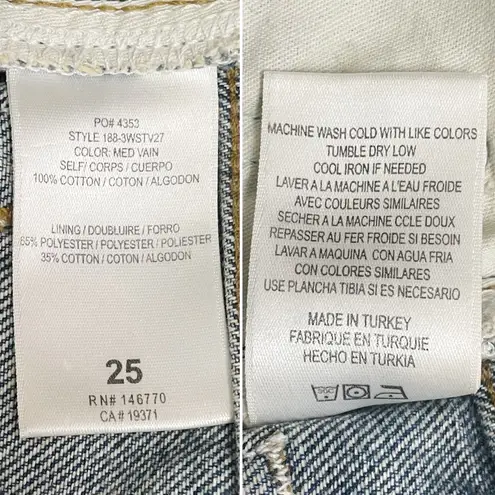 PO# 4353
STYLE 188-3WSTV27
COLOR: MED VAIN
SELF/ CORPS / CUERPO
100% COTTON / COTON / ALGODON
LINING / DOUBLUIRE / FORRO
65% POLYESTER / POLYESTER / POLIESTER
35% COTTON / COTON / ALGODON
25
RN# 146770
CA# 19371
MACHINE WASH COLD WITH LIKE COLORS
TUMBLE DRY LOW
COOL IRON IF NEEDED
LAVER A LA MACHINE A L'EAU FROIDE
AVEC COULEURS SIMILAIRES
SECHER A LA MACHINE CCLE DOUX
REPASSER AU FER FROIDE SI BESOIN
LAVAR A MAQUINA CON AGUA FRIA
CON COLORES SIMILARES
USE PLANCHA TIBIA SI ES NECESARIO
MADE IN TURKEY
FABRIQUE EN TURQUIE
HECHO EN TURKIA